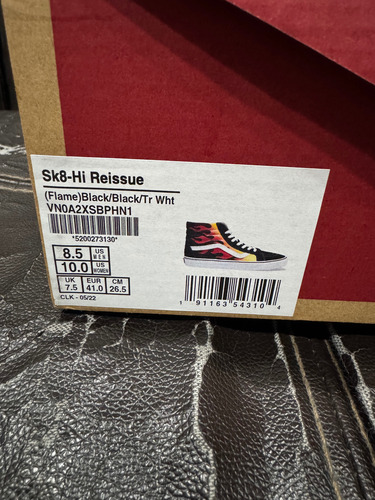 Sk8-Hi Reissue
(Flame)Black/Black/Tr Wht
VN0A2XSBPHN1
*5200273130*
8.5 US MEN
10.0 US WOMEN
UK 7.5 EUR 41.0 CM 26.5
CLK - 05/22
1 91163 54310 4